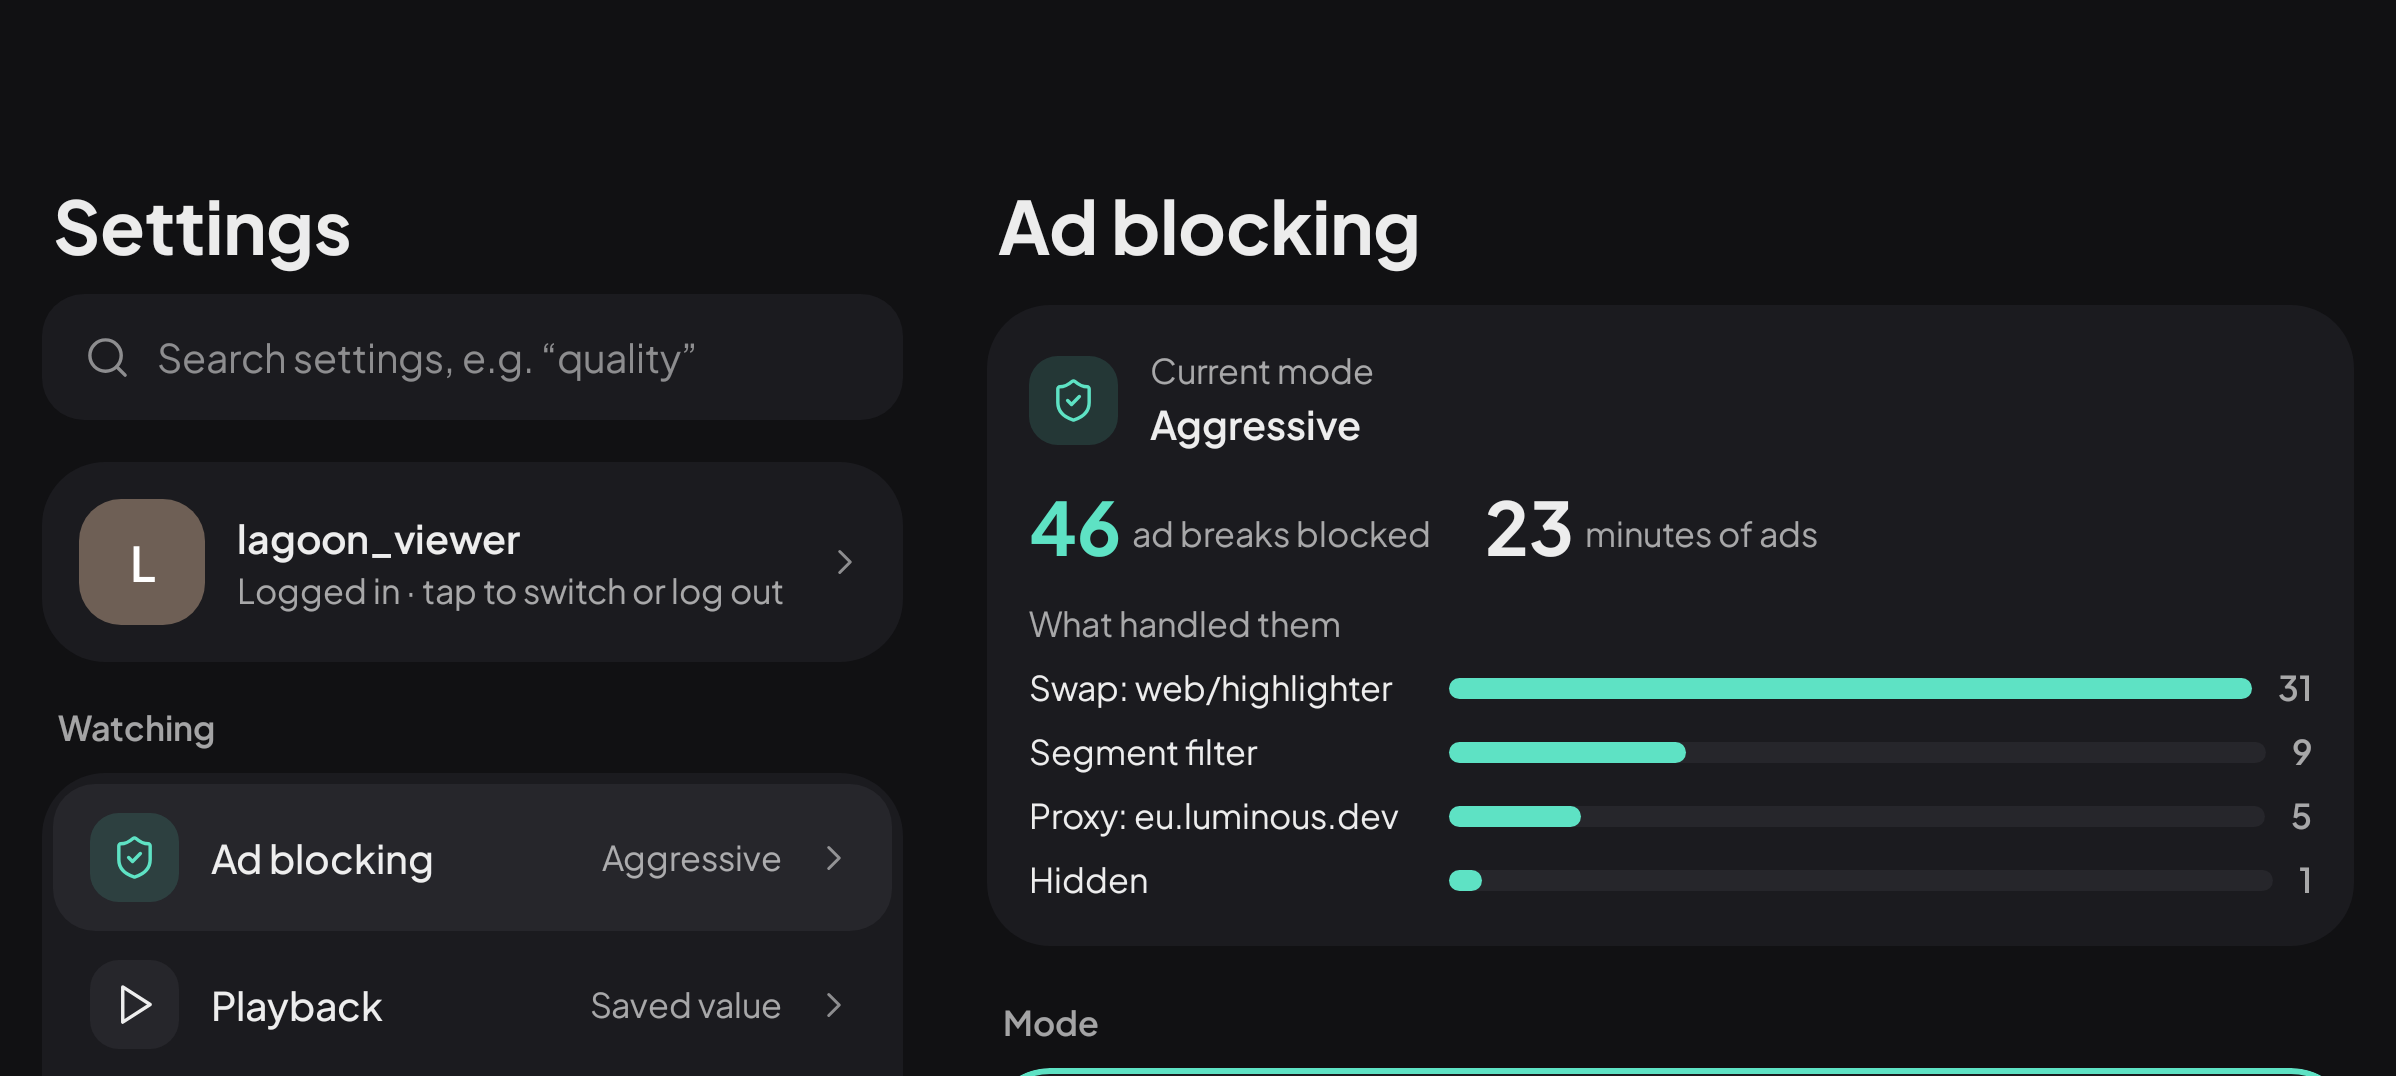 Settings
Search settings, e.g. “quality”
L
lagoon_viewer
Logged in · tap to switch or log out
Watching
Ad blocking
Aggressive
Playback
Saved value
Ad blocking
Current mode
Aggressive
46 ad breaks blocked
23 minutes of ads
What handled them
Swap: web/highlighter 31
Segment filter 9
Proxy: eu.luminous.dev 5
Hidden 1
Mode